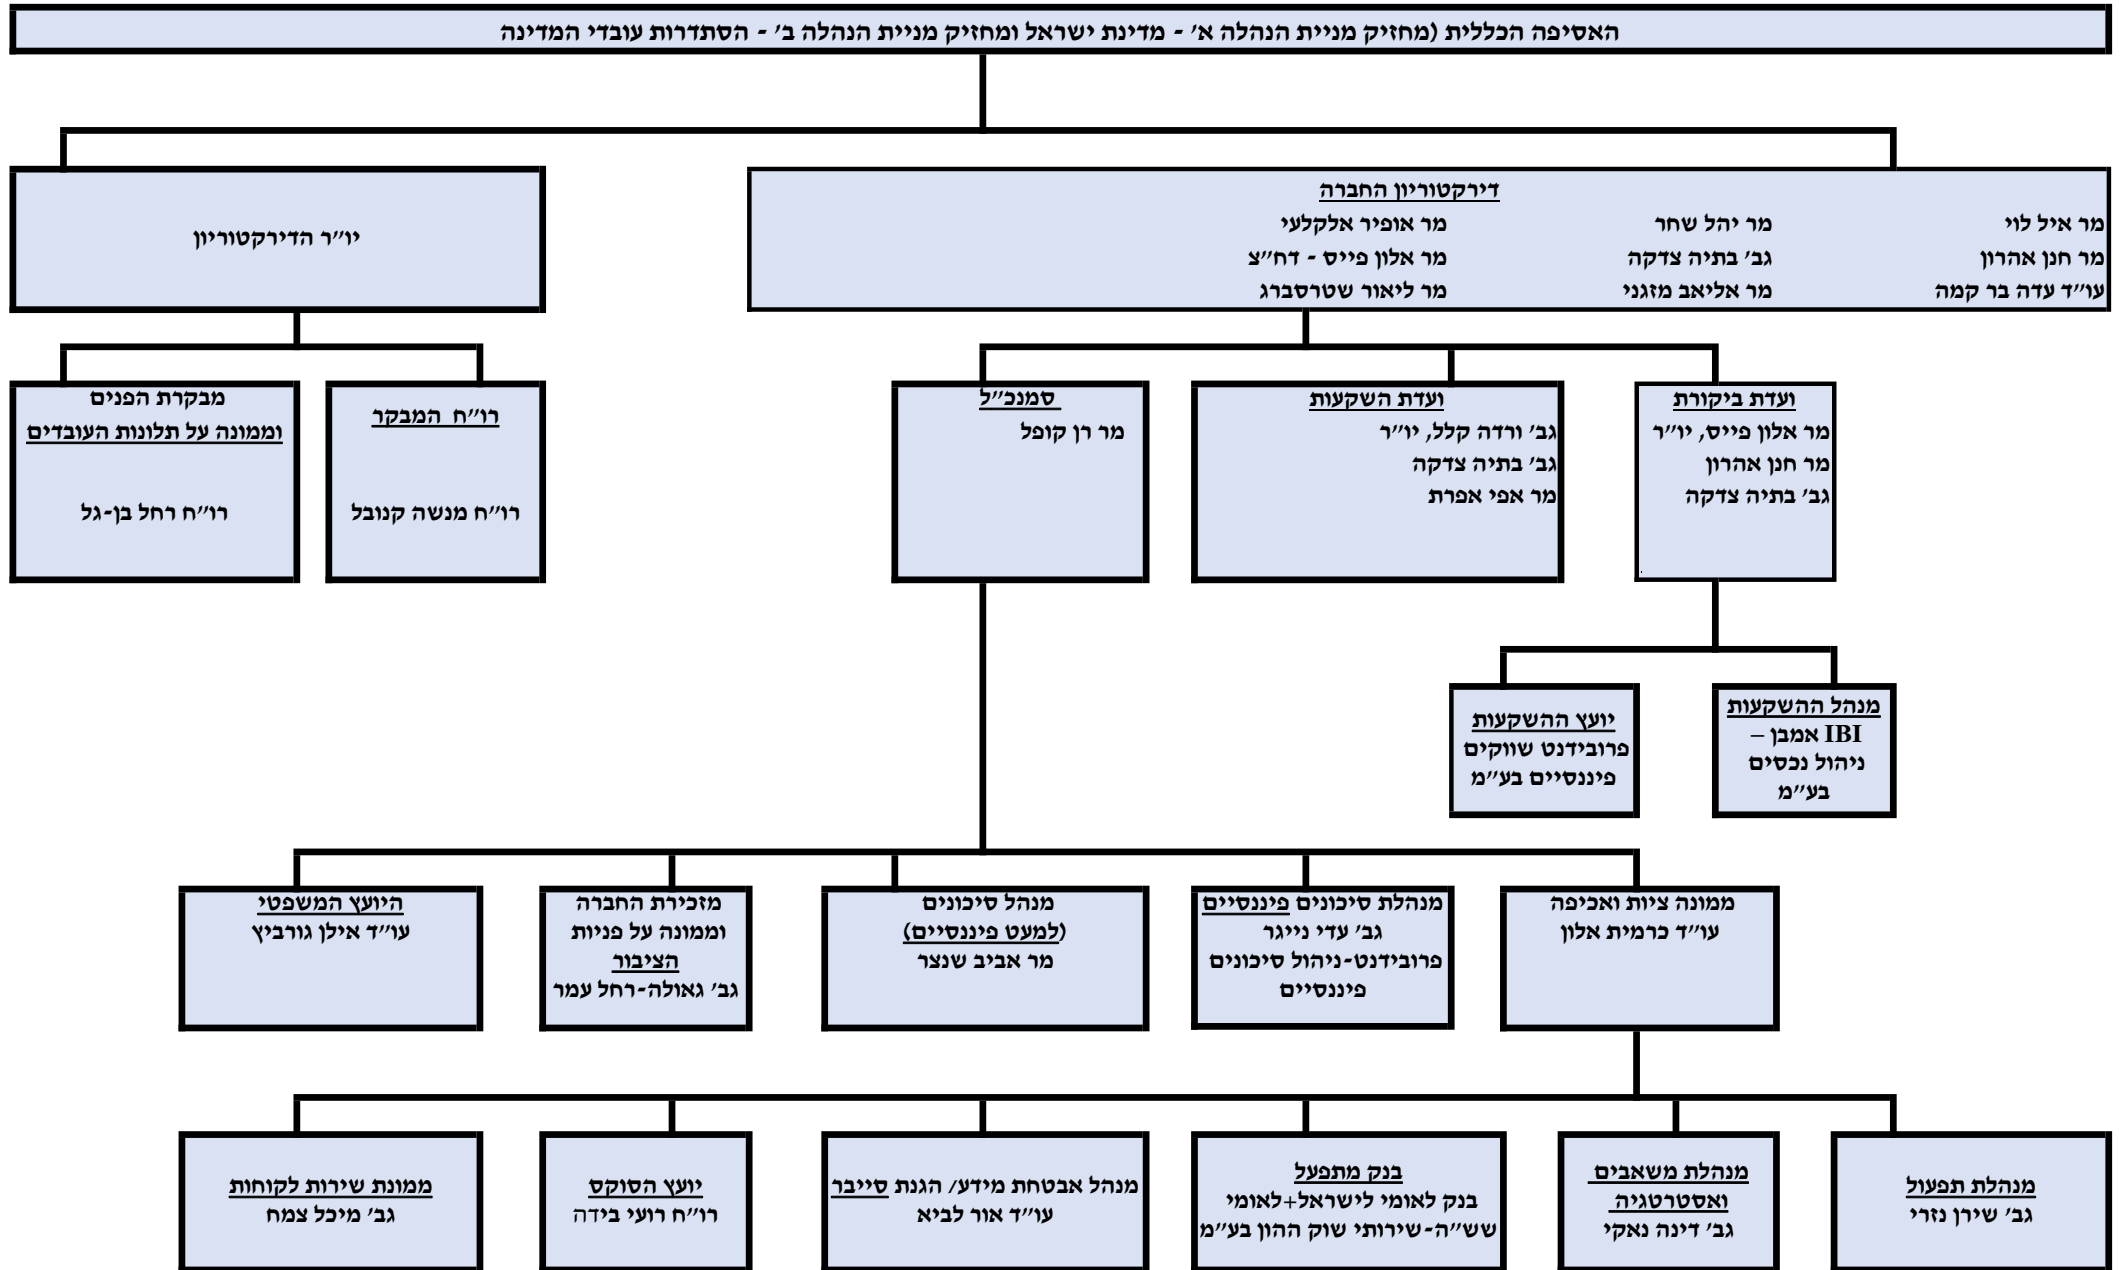 האסיפה הכללית (מחזיק מניית הנהלה א' - מדינת ישראל ומחזיק מניית הנהלה ב' - הסתדרות עובדי המדינה
דירקטוריון החברה
מר איל לוי
מר חנן אהרון
עו"ד עדה בר קמה
מר יהל שחר
גב' בתיה צדקה
מר אליאב מזגני
מר אופיר אלקלעי
מר אלון פייס - דח"צ
מר ליאור שטרסברג
יו"ר הדירקטוריון
ועדת ביקורת
מר אלון פייס, יו"ר
מר חנן אהרון
גב' בתיה צדקה
ועדת השקעות
גב' ורדה קלל, יו"ר
גב' בתיה צדקה
מר אפי אפרת
סמנכ"ל
מר רן קופל
רו"ח המבקר
רו"ח מנשה קנובל
מבקרת הפנים
וממונה על תלונות העובדים
רו"ח רחל בן-גל
מנהל ההשקעות
IBI אמבן –
ניהול נכסים
בע"מ
יועץ ההשקעות
פרובידנט שווקים
פיננסיים בע"מ
ממונה ציות ואכיפה
עו"ד כרמית אלון
מנהלת סיכונים פיננסיים
גב' עדי נייגר
פרובידנט-ניהול סיכונים
פיננסיים
מנהל סיכונים
(למעט פיננסיים)
מר אביב שנצר
מזכירת החברה
וממונה על פניות
הציבור
גב' גאולה-רחל עמר
היועץ המשפטי
עו"ד אילן גורביץ
מנהלת תפעול
גב' שירן נזרי
מנהלת משאבים
ואסטרטגיה
גב' דינה נאקי
בנק מתפעל
בנק לאומי לישראל+לאומי
שש"ה-שירותי שוק ההון בע"מ
מנהל אבטחת מידע/ הגנת סייבר
עו"ד אור לביא
יועץ הסוקס
רו"ח רועי בידה
ממונת שירות לקוחות
גב' מיכל צמח